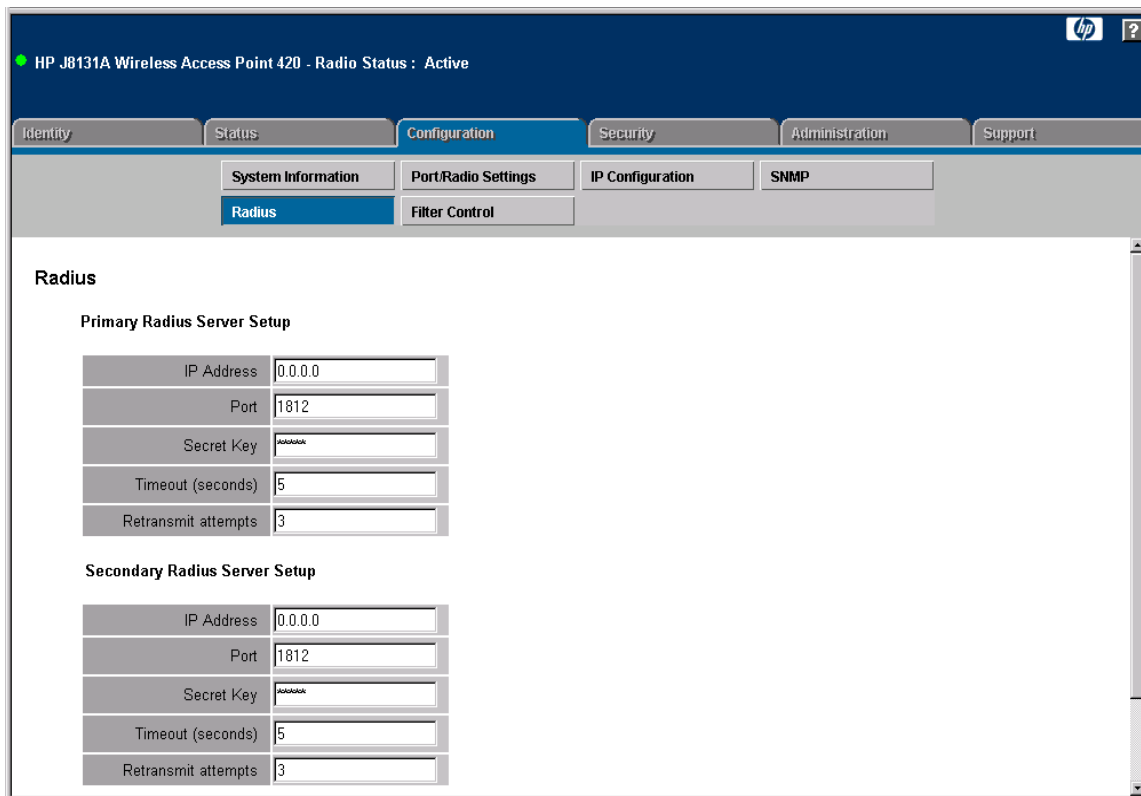 hp
?
HP J8131A Wireless Access Point 420 - Radio Status : Active
Identity Status Configuration Security Administration Support
System Information Port/Radio Settings IP Configuration SNMP
Radius Filter Control
Radius
Primary Radius Server Setup
IP Address 0.0.0.0
Port 1812
Secret Key *****
Timeout (seconds) 5
Retransmit attempts 3
Secondary Radius Server Setup
IP Address 0.0.0.0
Port 1812
Secret Key *****
Timeout (seconds) 5
Retransmit attempts 3